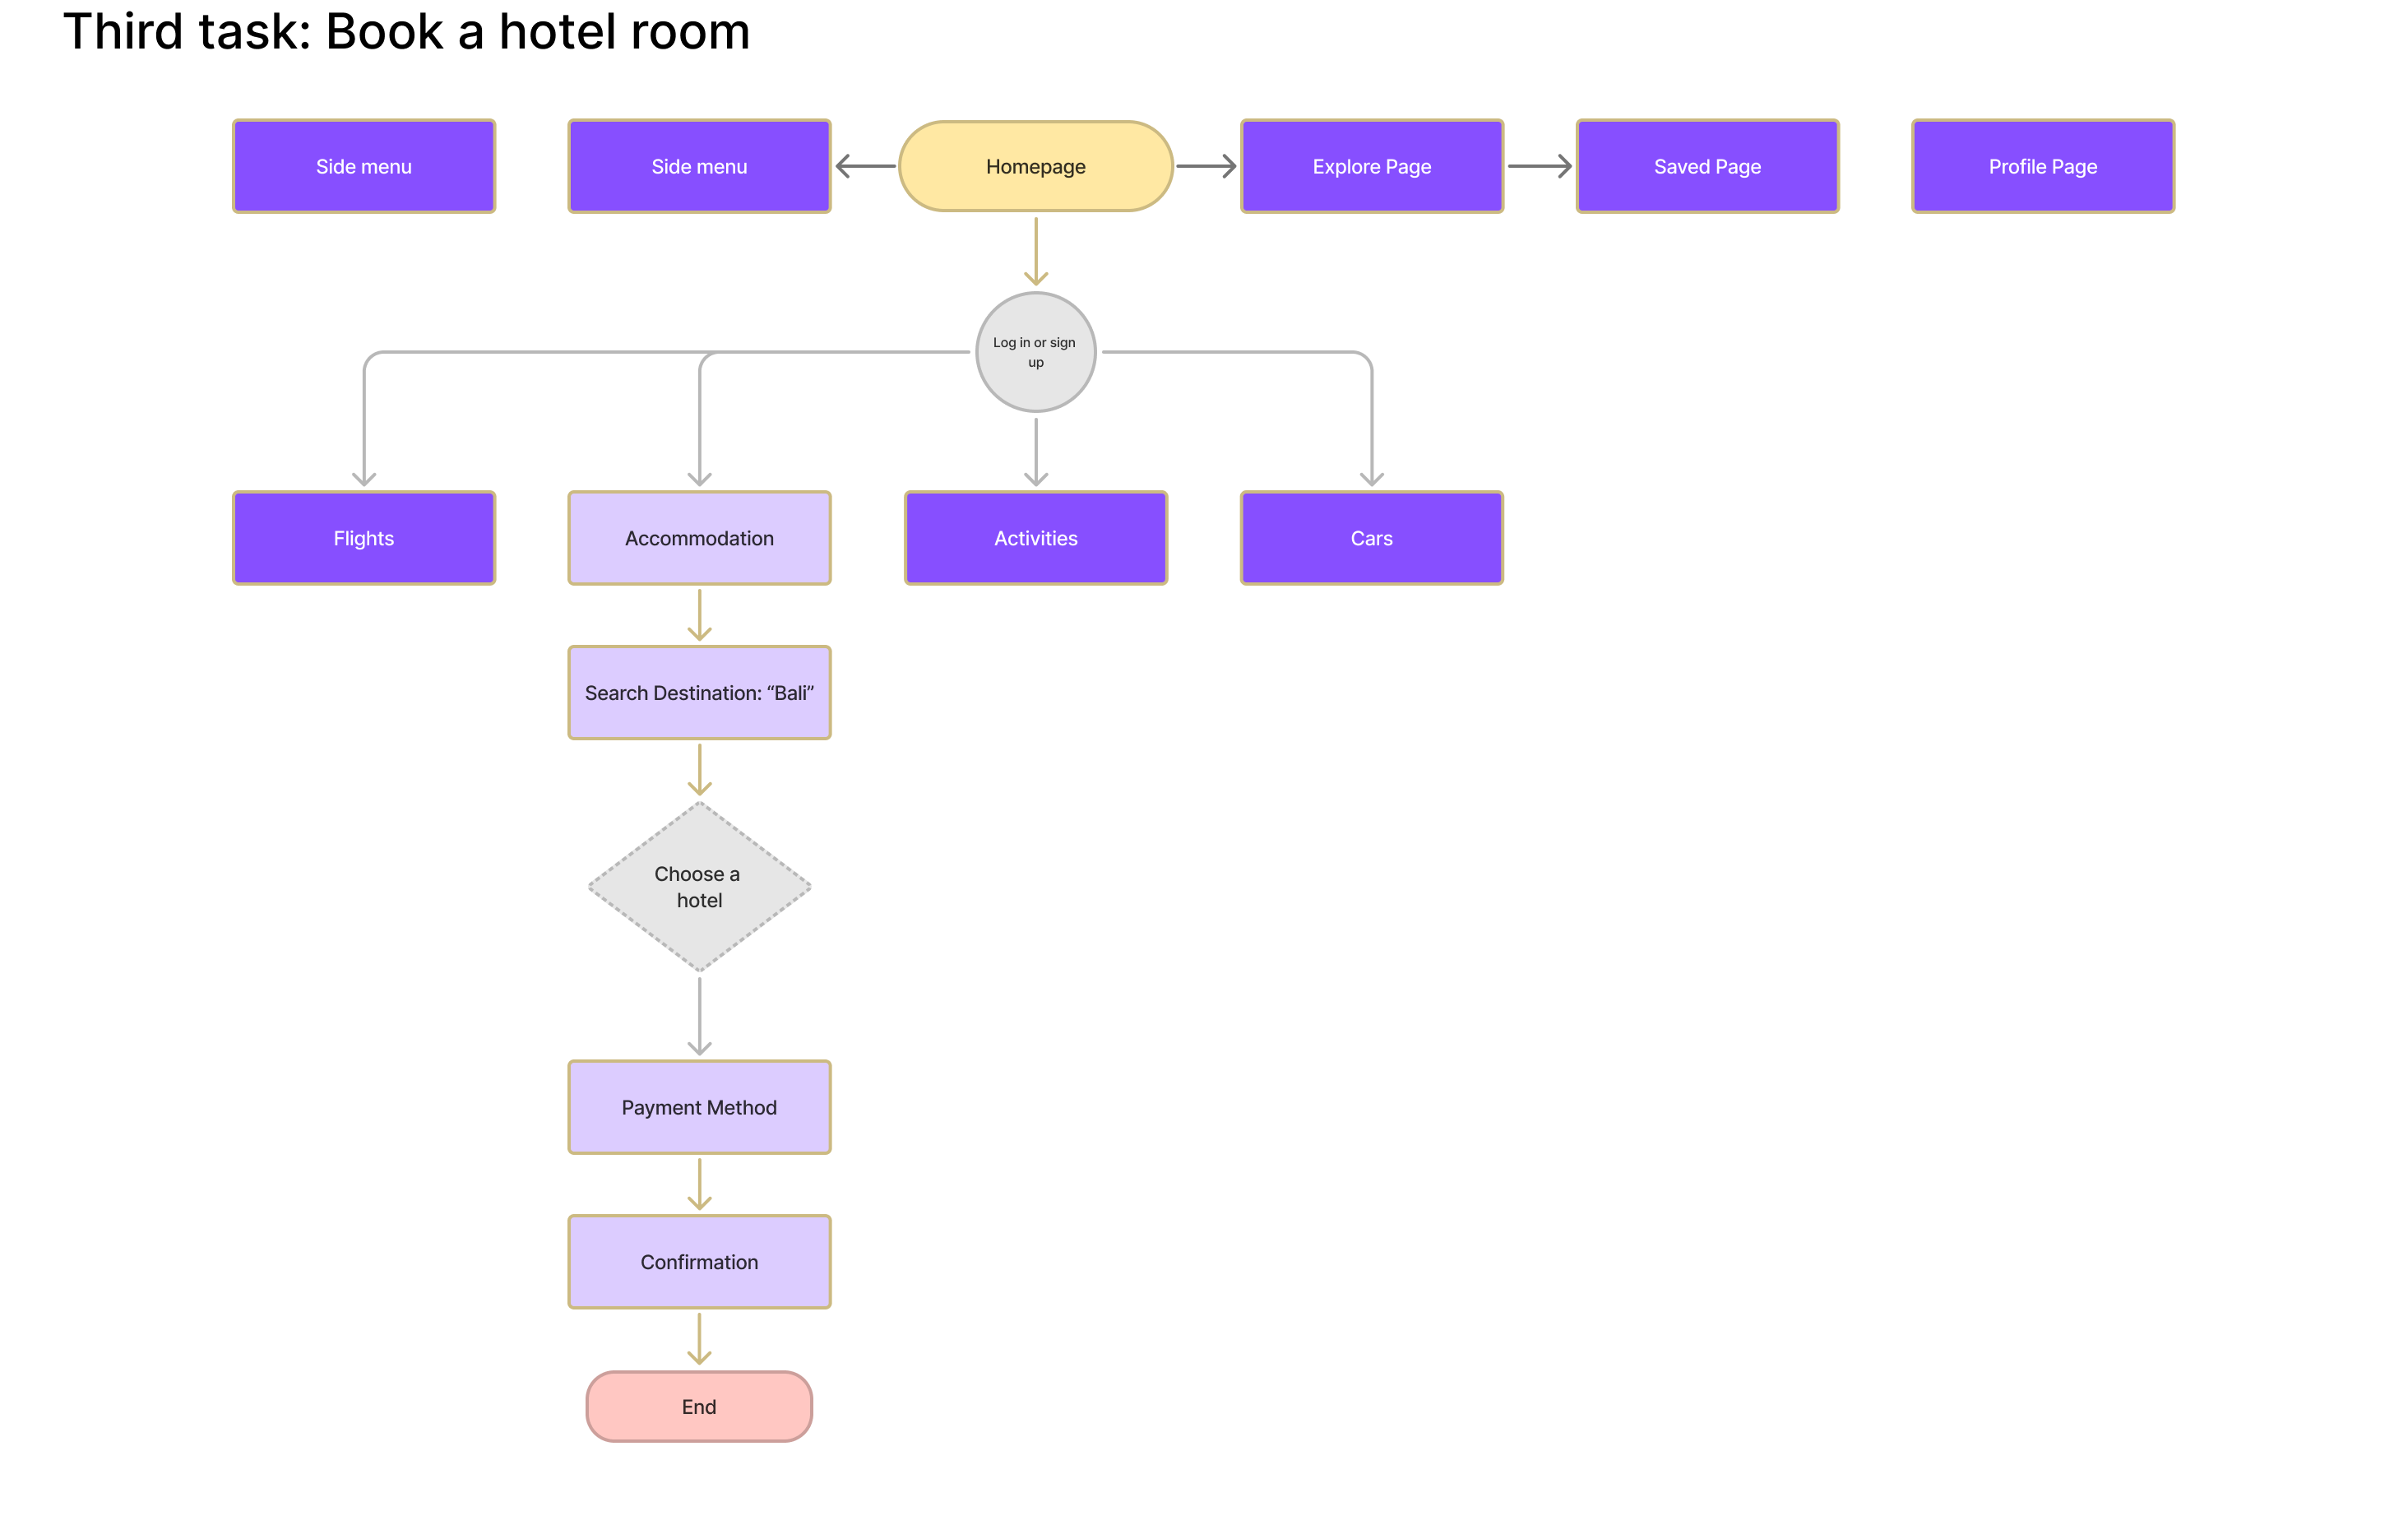 Third task: Book a hotel room
Side menu
Side menu
Homepage
Explore Page
Saved Page
Profile Page
Log in or sign
up
Flights
Accommodation
Activities
Cars
Search Destination: “Bali”
Choose a
hotel
Payment Method
Confirmation
End